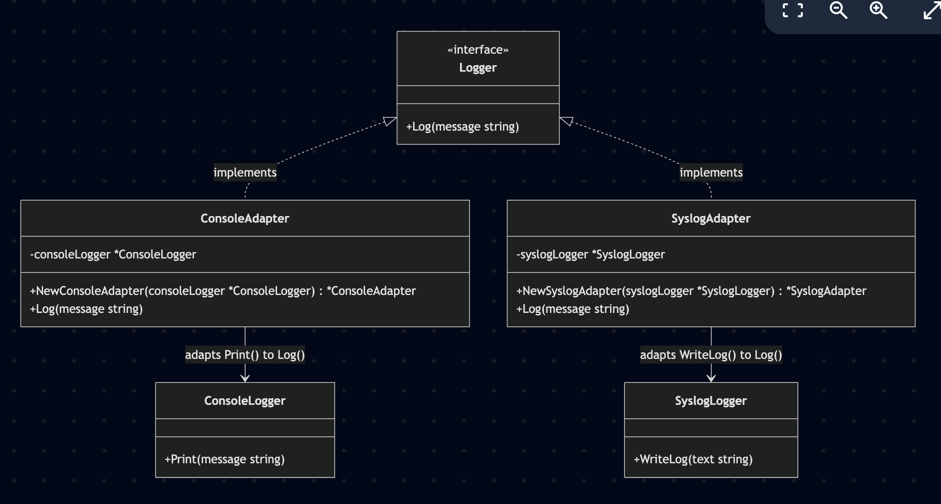 «interface»
Logger
+Log(message string)
implements
implements
ConsoleAdapter
-consoleLogger *ConsoleLogger
+NewConsoleAdapter(consoleLogger *ConsoleLogger) : *ConsoleAdapter
+Log(message string)
SyslogAdapter
-syslogLogger *SyslogLogger
+NewSyslogAdapter(syslogLogger *SyslogLogger) : *SyslogAdapter
+Log(message string)
adapts Print() to Log()
adapts WriteLog() to Log()
ConsoleLogger
+Print(message string)
SyslogLogger
+WriteLog(text string)